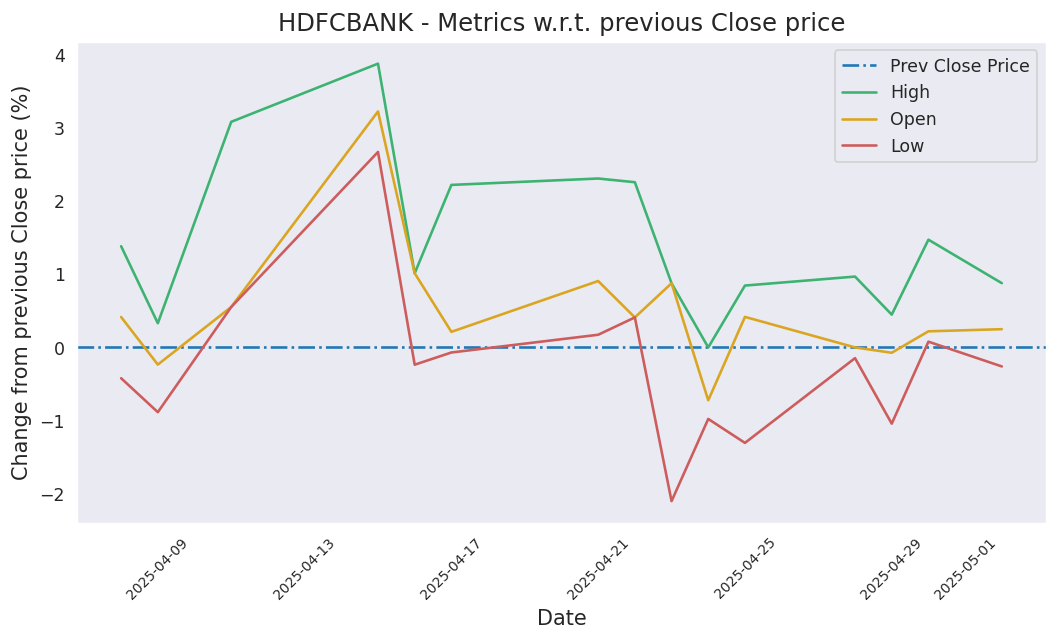 HDFCBANK - Metrics w.r.t. previous Close price
Change from previous Close price (%)
4
3
2
1
0
−1
−2
Prev Close Price
High
Open
Low
2025-04-09
2025-04-13
2025-04-17
2025-04-21
2025-04-25
2025-04-29
2025-05-01
Date